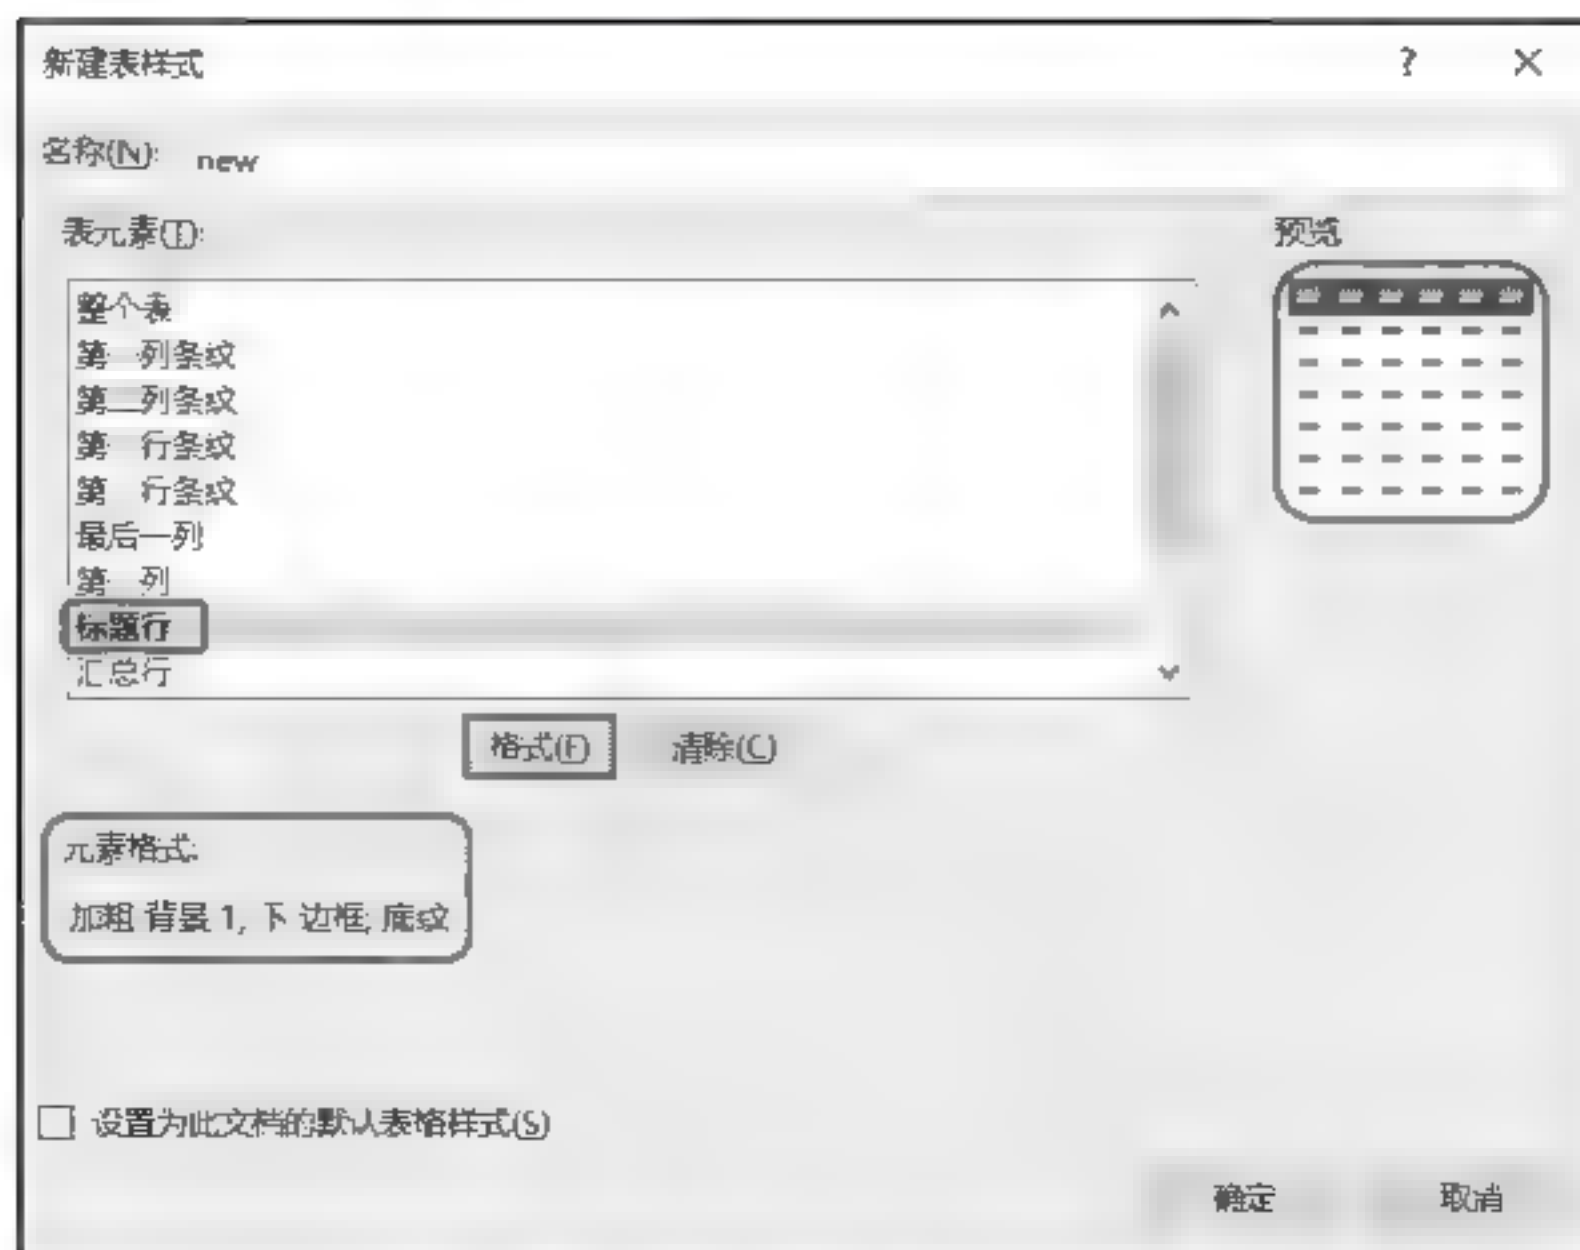 新建表样式
名称(N): new
表元素(T):
预览
整个表
第一列条纹
第二列条纹
第 行条纹
第 行条纹
最后一列
第一列
标题行
汇总行
格式(F)
清除(C)
元素格式:
加粗 背景 1, 下 边框; 底纹
设置为此文档的默认表格样式(S)
确定
取消